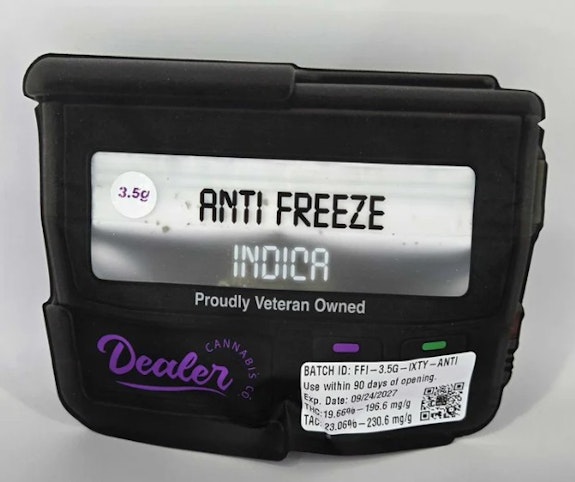 3.5g
ANTI FREEZE
INDICA
Proudly Veteran Owned
Dealer
CANNABIS CO
BATCH ID: FFI-3.5G-IXTY-ANTI
Use within 90 days of opening.
Exp. Date: 09/24/2027
THC: 19.66% - 196.6 mg/g
TAC: 23.06% - 230.6 mg/g